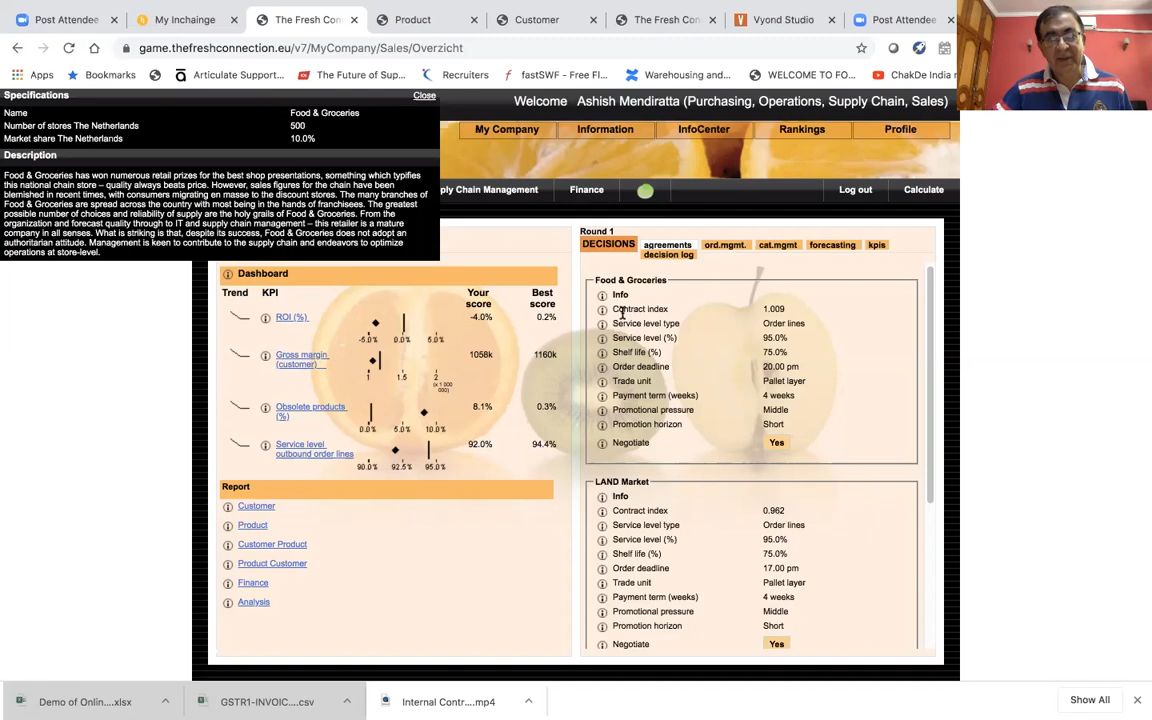 Post Attendee
My Inchainge
The Fresh Con
Product
Customer
The Fresh Con
Vyond Studio
Post Attendee
game.thefreshconnection.eu/v7/MyCompany/Sales/Overzicht
Apps
Bookmarks
Articulate Support...
The Future of Sup...
Recruiters
fastSWF - Free Fl...
Warehousing and...
WELCOME TO FO...
ChakDe India r
Specifications
Close
Name Food & Groceries
Number of stores The Netherlands 500
Market share The Netherlands 10.0%
Description
Food & Groceries has won numerous retail prizes for the best shop presentations, something which typifies
this national chain store – quality always beats price. However, sales figures for the chain have been
blemished in recent times, with consumers migrating en masse to the discount stores. The many branches of
Food & Groceries are spread across the country with most being in the hands of franchisees. The greatest
possible number of choices and reliability of supply are the holy grails of Food & Groceries. From the
organization and forecast quality through to IT and supply chain management – this retailer is a mature
company in all senses. What is striking is that, despite its success, Food & Groceries does not adopt an
authoritarian attitude. Management is keen to contribute to the supply chain and endeavors to optimize
operations at store-level.
Welcome Ashish Mendiratta (Purchasing, Operations, Supply Chain, Sales)
My Company Information InfoCenter Rankings Profile
ply Chain Management Finance Log out Calculate
Dashboard
Trend KPI Your score Best score
ROI (%) -4.0% 0.2%
-5.0% 0.0% 5.0%
Gross margin (customer) 1058k 1160k
1 1.5 2
(x 1 000 000)
Obsolete products (%) 8.1% 0.3%
0.0% 5.0% 10.0%
Service level outbound order lines 92.0% 94.4%
90.0% 92.5% 95.0%
Report
Customer
Product
Customer Product
Product Customer
Finance
Analysis
Round 1
DECISIONS agreements ord.mgmt. cat.mgmt forecasting kpis
decision log
Food & Groceries
Info
Contract index 1.009
Service level type Order lines
Service level (%) 95.0%
Shelf life (%) 75.0%
Order deadline 20.00 pm
Trade unit Pallet layer
Payment term (weeks) 4 weeks
Promotional pressure Middle
Promotion horizon Short
Negotiate Yes
LAND Market
Info
Contract index 0.962
Service level type Order lines
Service level (%) 95.0%
Shelf life (%) 75.0%
Order deadline 17.00 pm
Trade unit Pallet layer
Payment term (weeks) 4 weeks
Promotional pressure Middle
Promotion horizon Short
Negotiate Yes
Demo of Onlin....xlsx
GSTR1-INVOIC....csv
Internal Contr....mp4
Show All